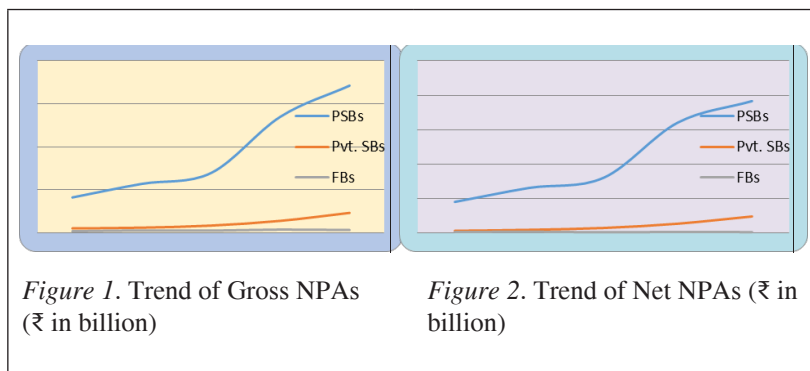 PSBs
Pvt. SBs
FBs
PSBs
Pvt. SBs
FBs
Figure 1. Trend of Gross NPAs
(₹ in billion)
Figure 2. Trend of Net NPAs (₹ in
billion)